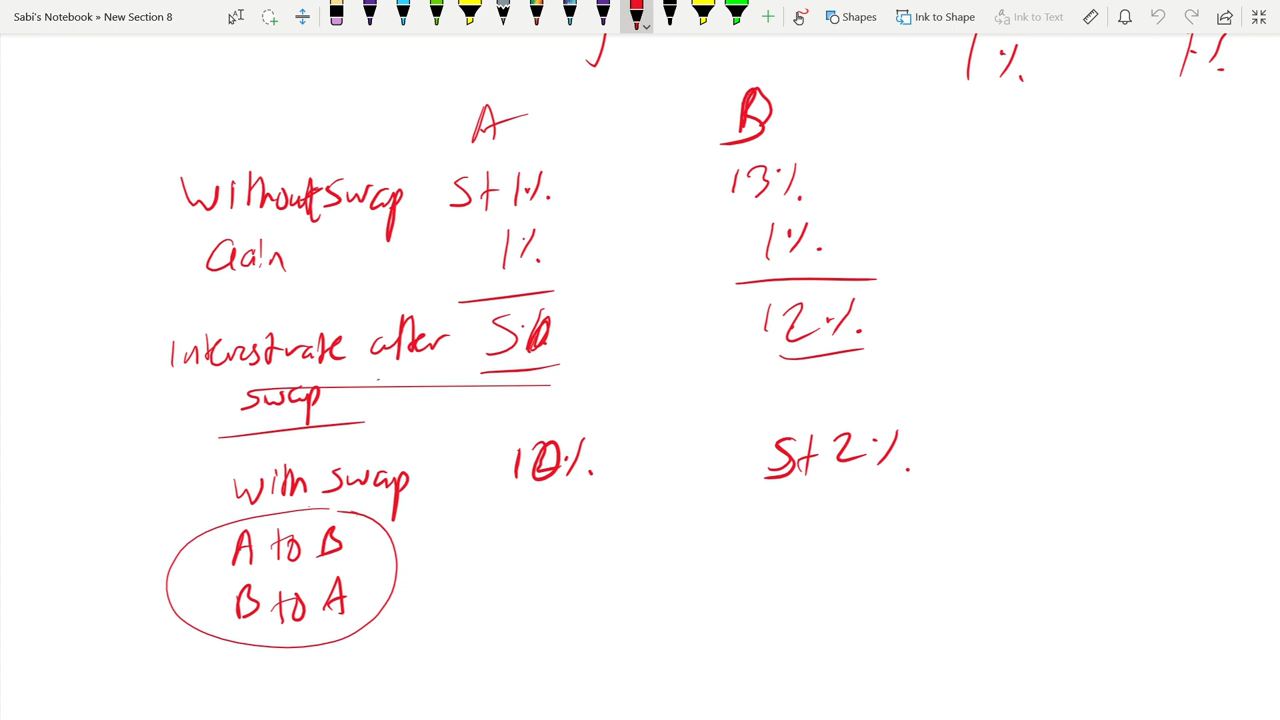 Sabi's Notebook » New Section 8
Shapes
Ink to Shape
Ink to Text
1%
A B
Without swap S+1% 13%
Gain 1% 1%
Interest rate after S 12%
swap
with swap 10% S+2%
A to B
B to A